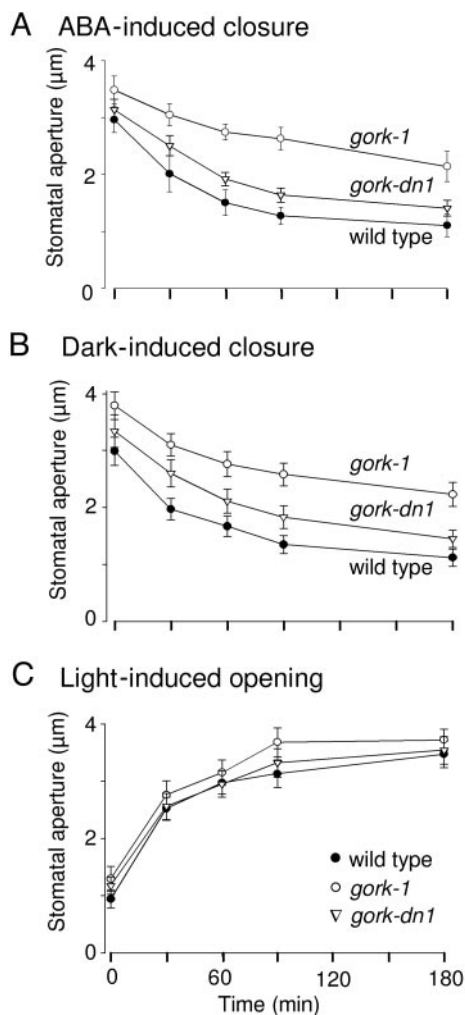 A ABA-induced closure
Stomatal aperture (µm)
4
2
0
gork-1
gork-dn1
wild type
B Dark-induced closure
Stomatal aperture (µm)
4
2
0
gork-1
gork-dn1
wild type
C Light-induced opening
Stomatal aperture (µm)
4
2
0
wild type
gork-1
gork-dn1
0 60 120 180
Time (min)